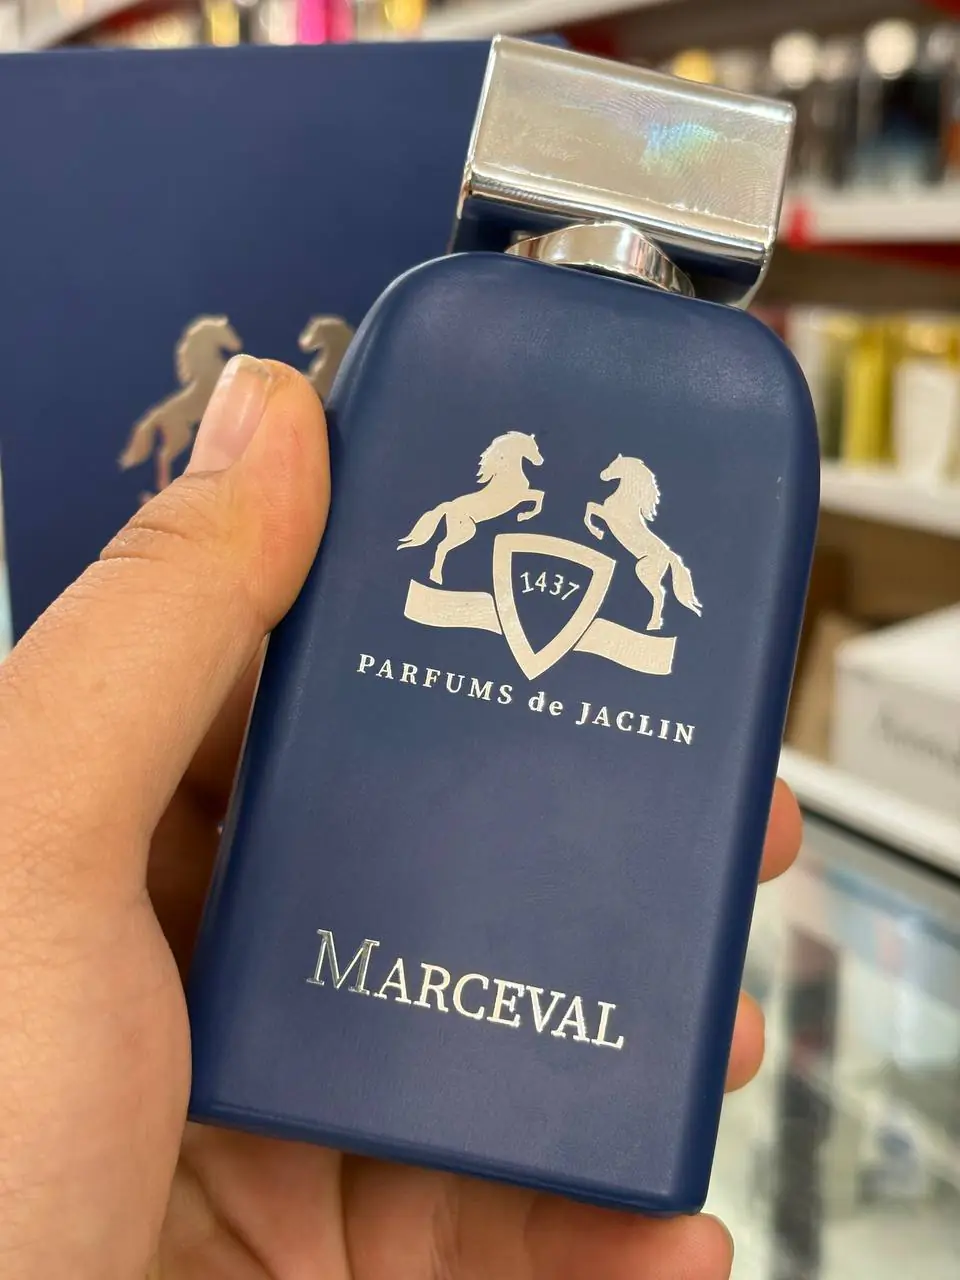 1437
PARFUMS de JACLIN
MARCEVAL